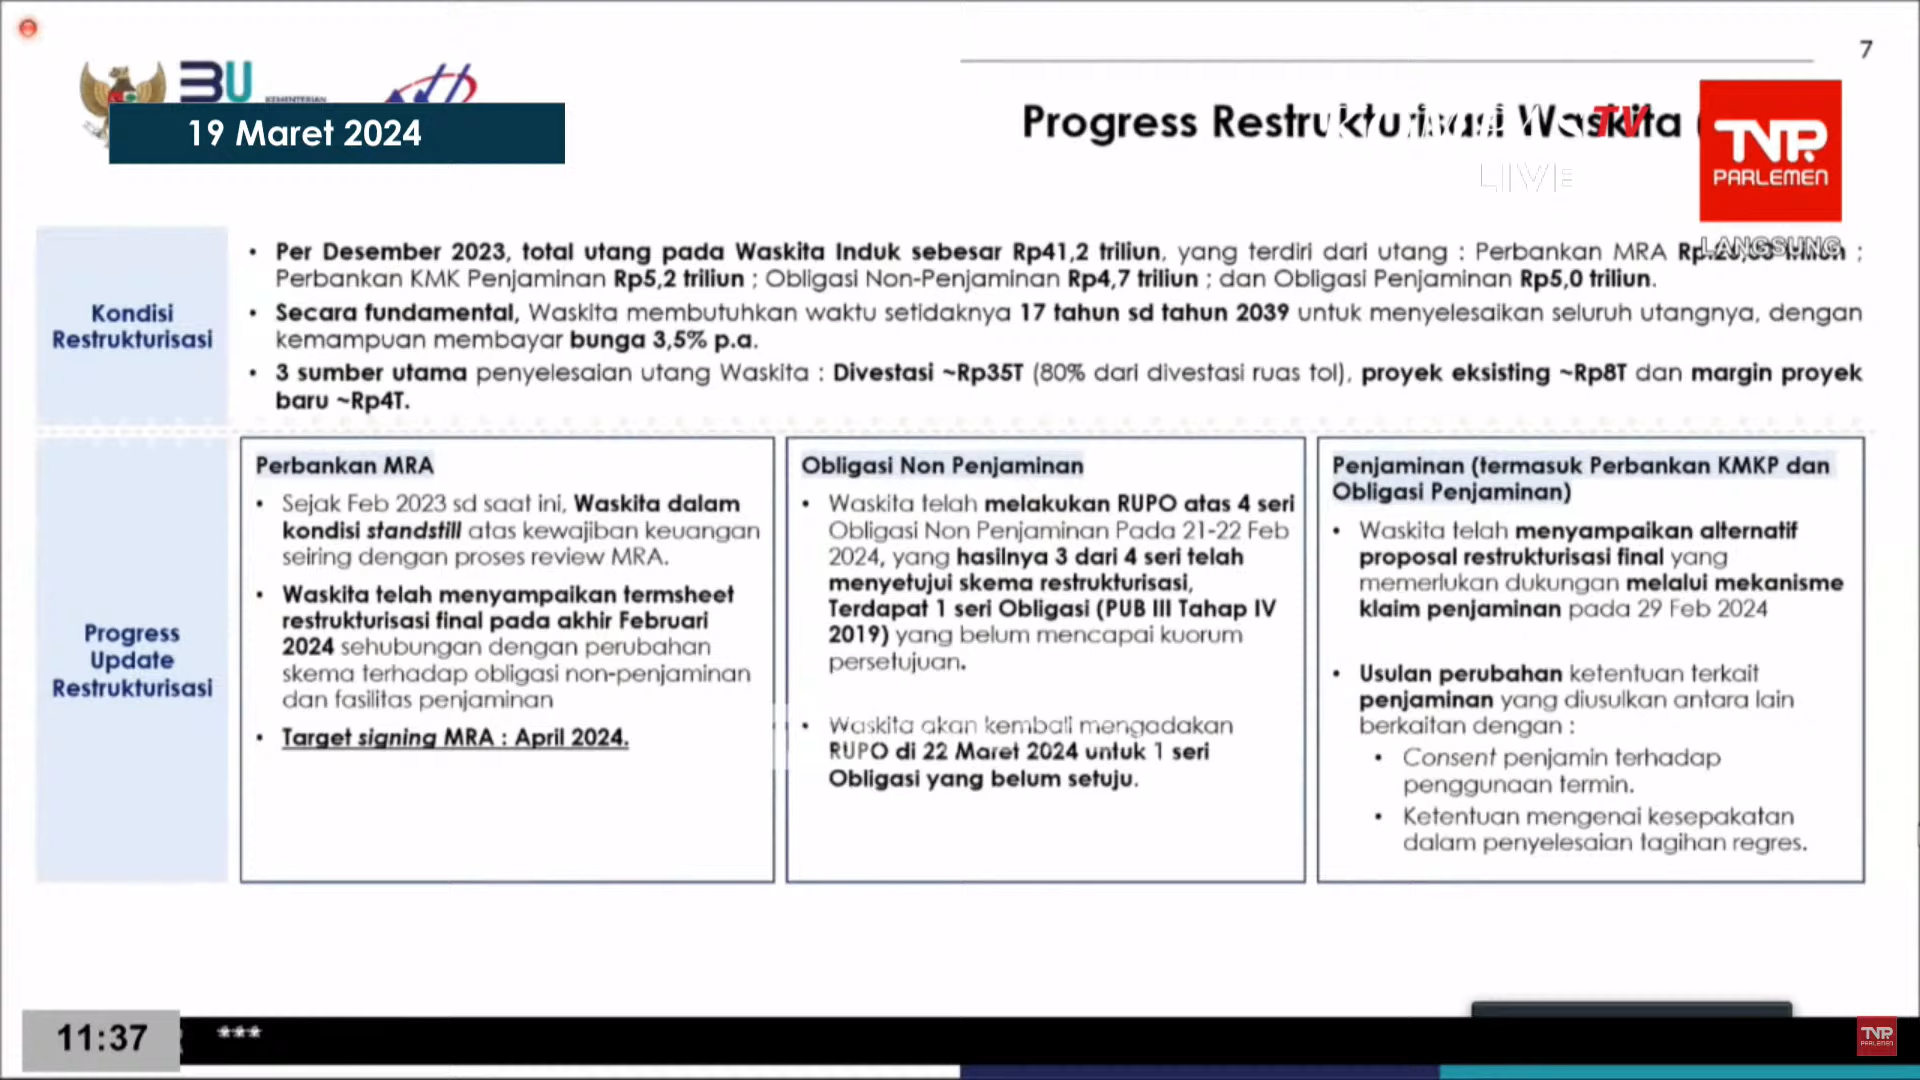 7
BU
KEMENTERIAN
19 Maret 2024
Progress Restrukturisasi Waskita (
TV
LIVE
TVP
PARLEMEN
LANGSUNG
Kondisi
Restrukturisasi
• Per Desember 2023, total utang pada Waskita Induk sebesar Rp41,2 triliun, yang terdiri dari utang : Perbankan MRA ;
Perbankan KMK Penjaminan Rp5,2 triliun ; Obligasi Non-Penjaminan Rp4,7 triliun ; dan Obligasi Penjaminan Rp5,0 triliun.
• Secara fundamental, Waskita membutuhkan waktu setidaknya 17 tahun sd tahun 2039 untuk menyelesaikan seluruh utangnya, dengan
kemampuan membayar bunga 3,5% p.a.
• 3 sumber utama penyelesaian utang Waskita : Divestasi ~Rp35T (80% dari divestasi ruas tol), proyek eksisting ~Rp8T dan margin proyek
baru ~Rp4T.
Progress
Update
Restrukturisasi
Perbankan MRA
• Sejak Feb 2023 sd saat ini, Waskita dalam
kondisi standstill atas kewajiban keuangan
seiring dengan proses review MRA.
• Waskita telah menyampaikan termsheet
restrukturisasi final pada akhir Februari
2024 sehubungan dengan perubahan
skema terhadap obligasi non-penjaminan
dan fasilitas penjaminan
• Target signing MRA : April 2024.
Obligasi Non Penjaminan
• Waskita telah melakukan RUPO atas 4 seri
Obligasi Non Penjaminan Pada 21-22 Feb
2024, yang hasilnya 3 dari 4 seri telah
menyetujui skema restrukturisasi,
Terdapat 1 seri Obligasi (PUB III Tahap IV
2019) yang belum mencapai kuorum
persetujuan.
• Waskita akan kembali mengadakan
RUPO di 22 Maret 2024 untuk 1 seri
Obligasi yang belum setuju.
Penjaminan (termasuk Perbankan KMKP dan
Obligasi Penjaminan)
• Waskita telah menyampaikan alternatif
proposal restrukturisasi final yang
memerlukan dukungan melalui mekanisme
klaim penjaminan pada 29 Feb 2024
• Usulan perubahan ketentuan terkait
penjaminan yang diusulkan antara lain
berkaitan dengan :
• Consent penjamin terhadap
penggunaan termin.
• Ketentuan mengenai kesepakatan
dalam penyelesaian tagihan regres.
11:37
***
TVP
PARLEMEN